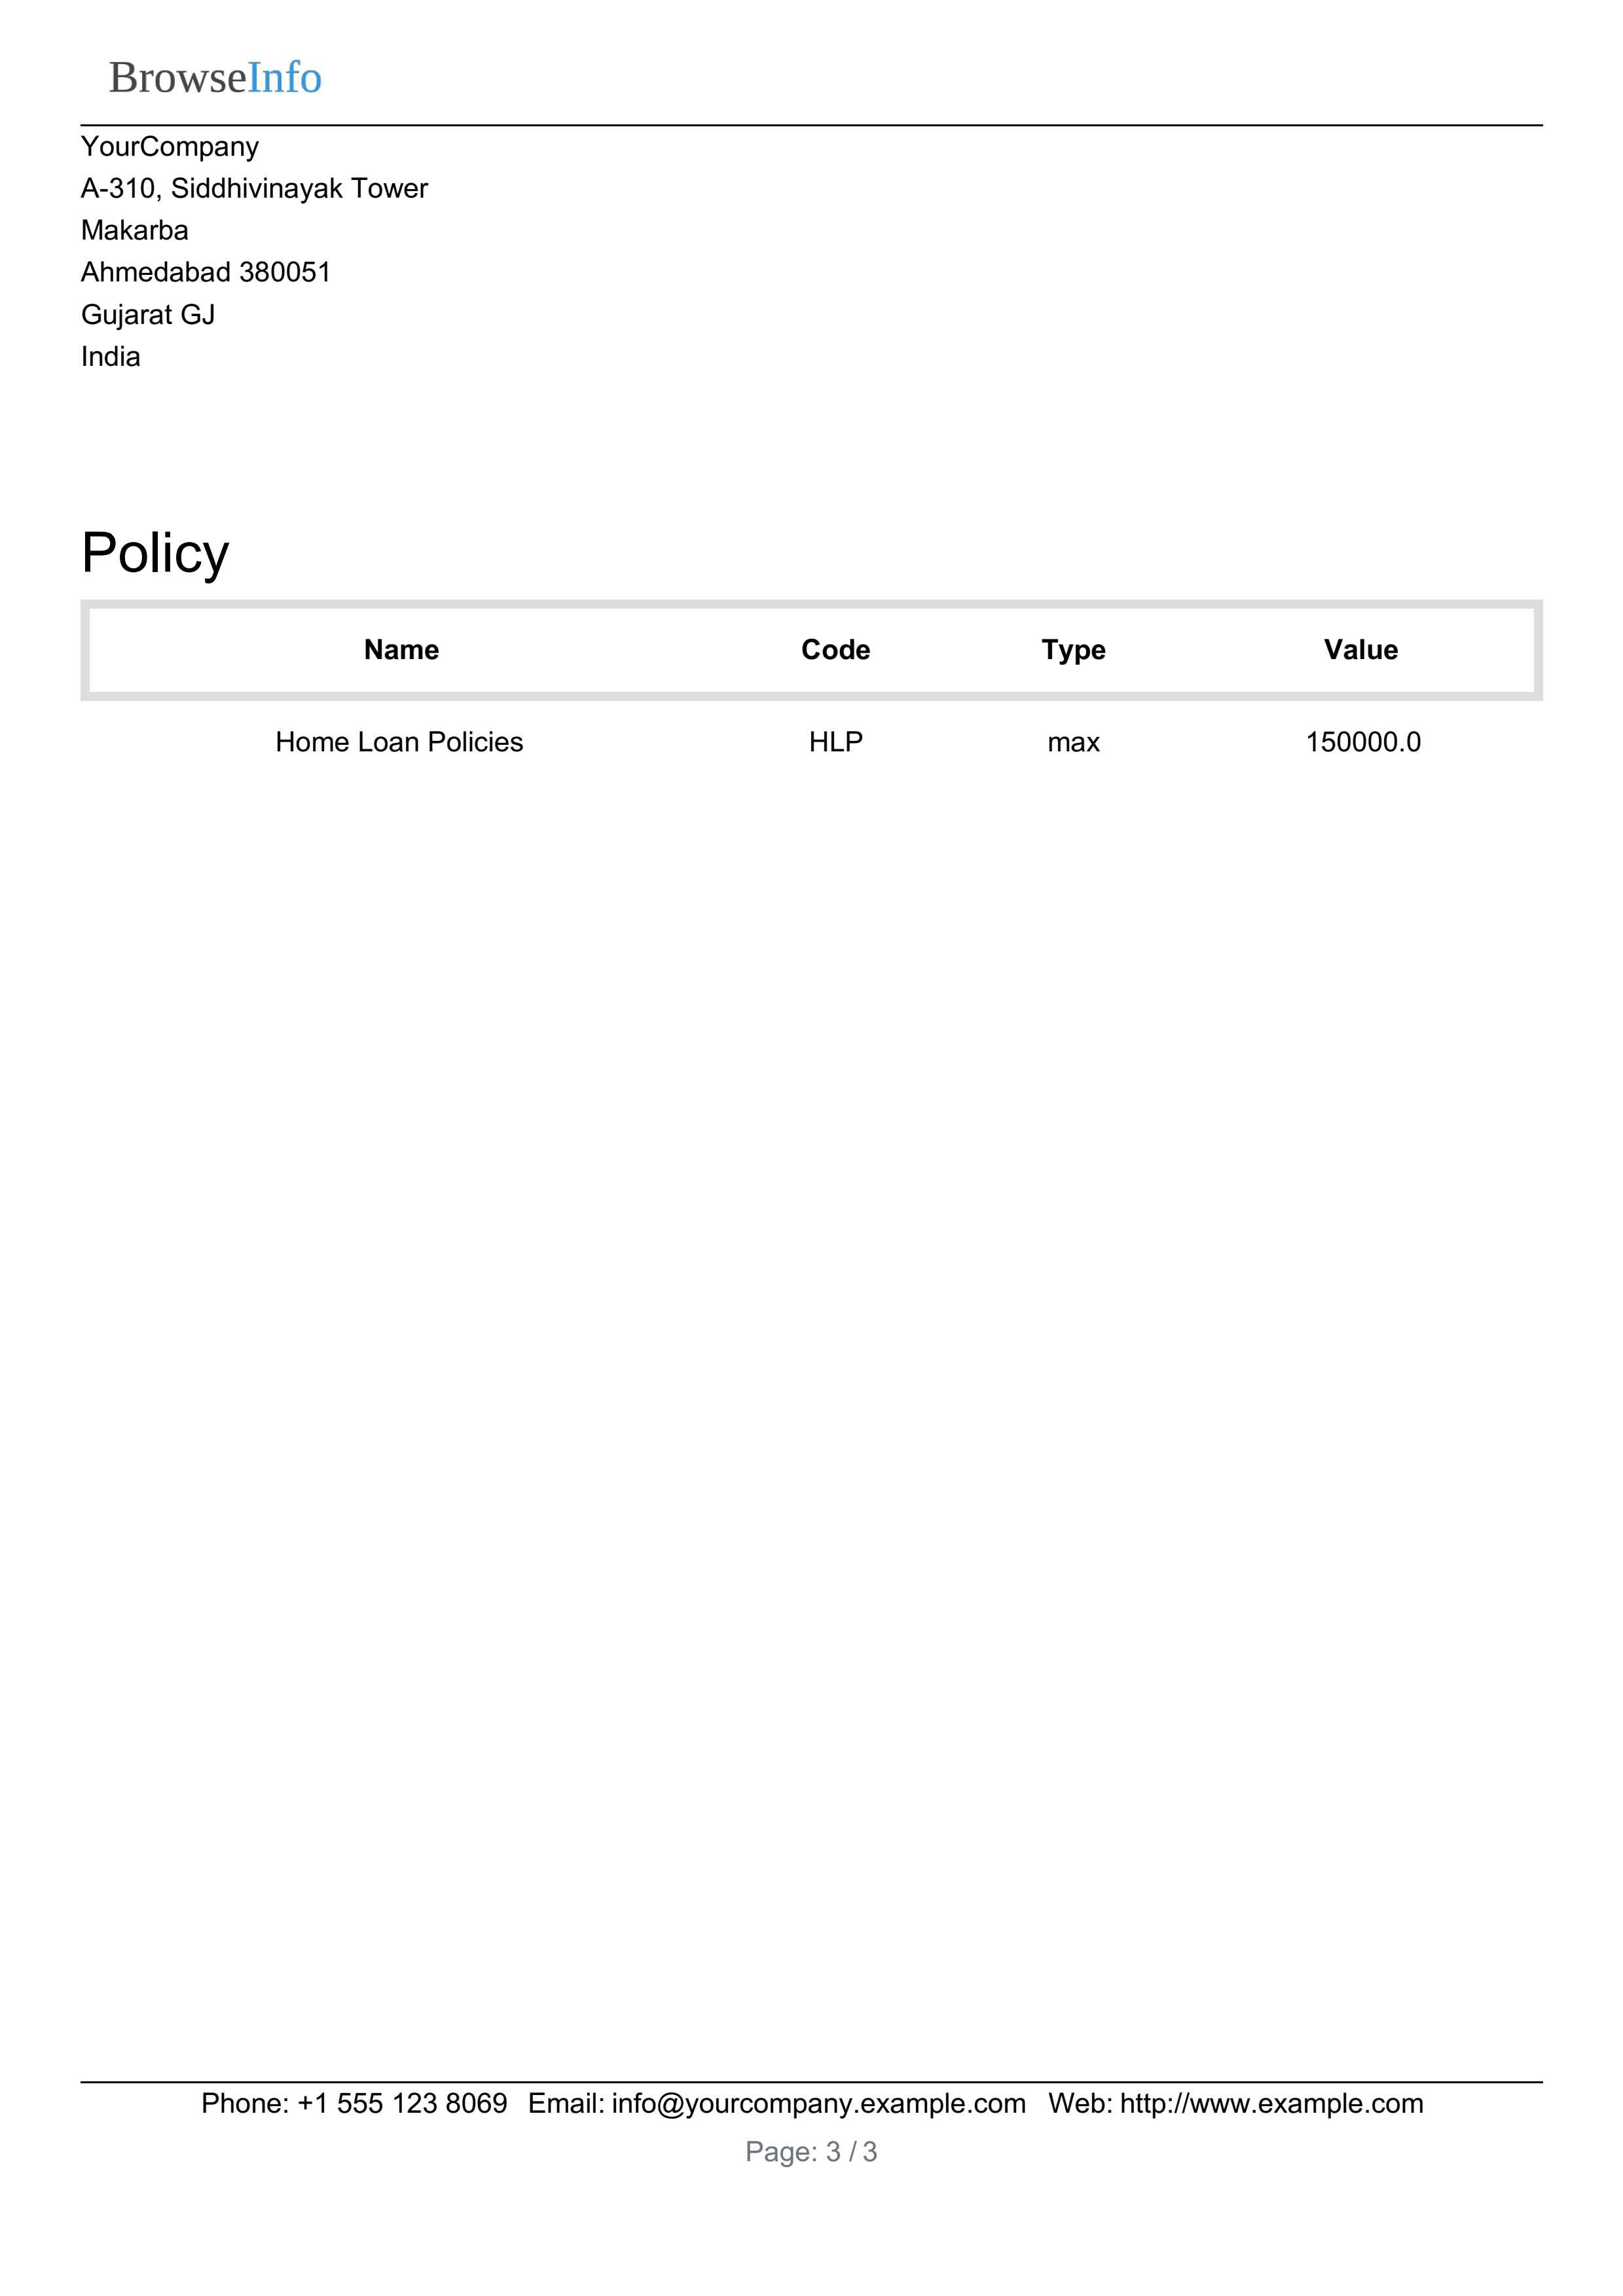 BrowseInfo
YourCompany
A-310, Siddhivinayak Tower
Makarba
Ahmedabad 380051
Gujarat GJ
India
Policy
Name Code Type Value
Home Loan Policies HLP max 150000.0
Phone: +1 555 123 8069 Email: info@yourcompany.example.com Web: http://www.example.com
Page: 3 / 3